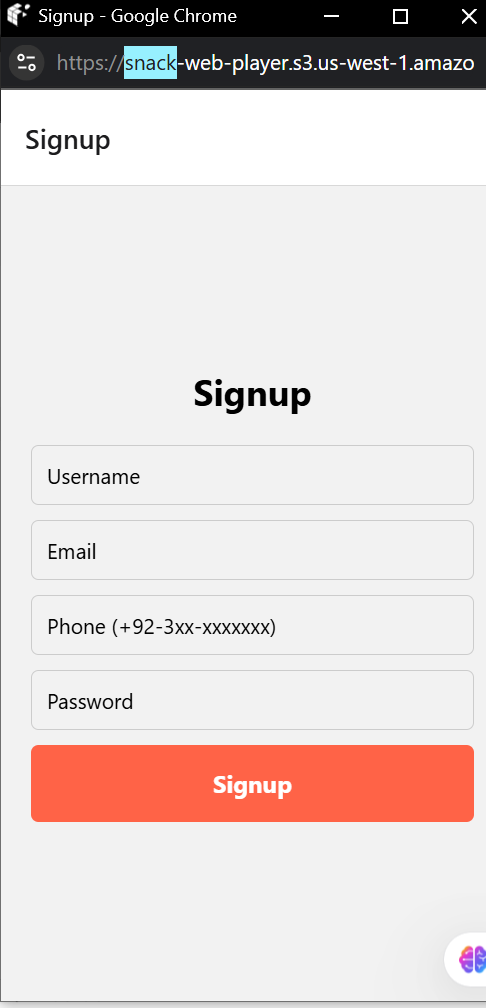 Signup - Google Chrome
https://snack-web-player.s3.us-west-1.amazo
Signup
Signup
Username
Email
Phone (+92-3xx-xxxxxxx)
Password
Signup